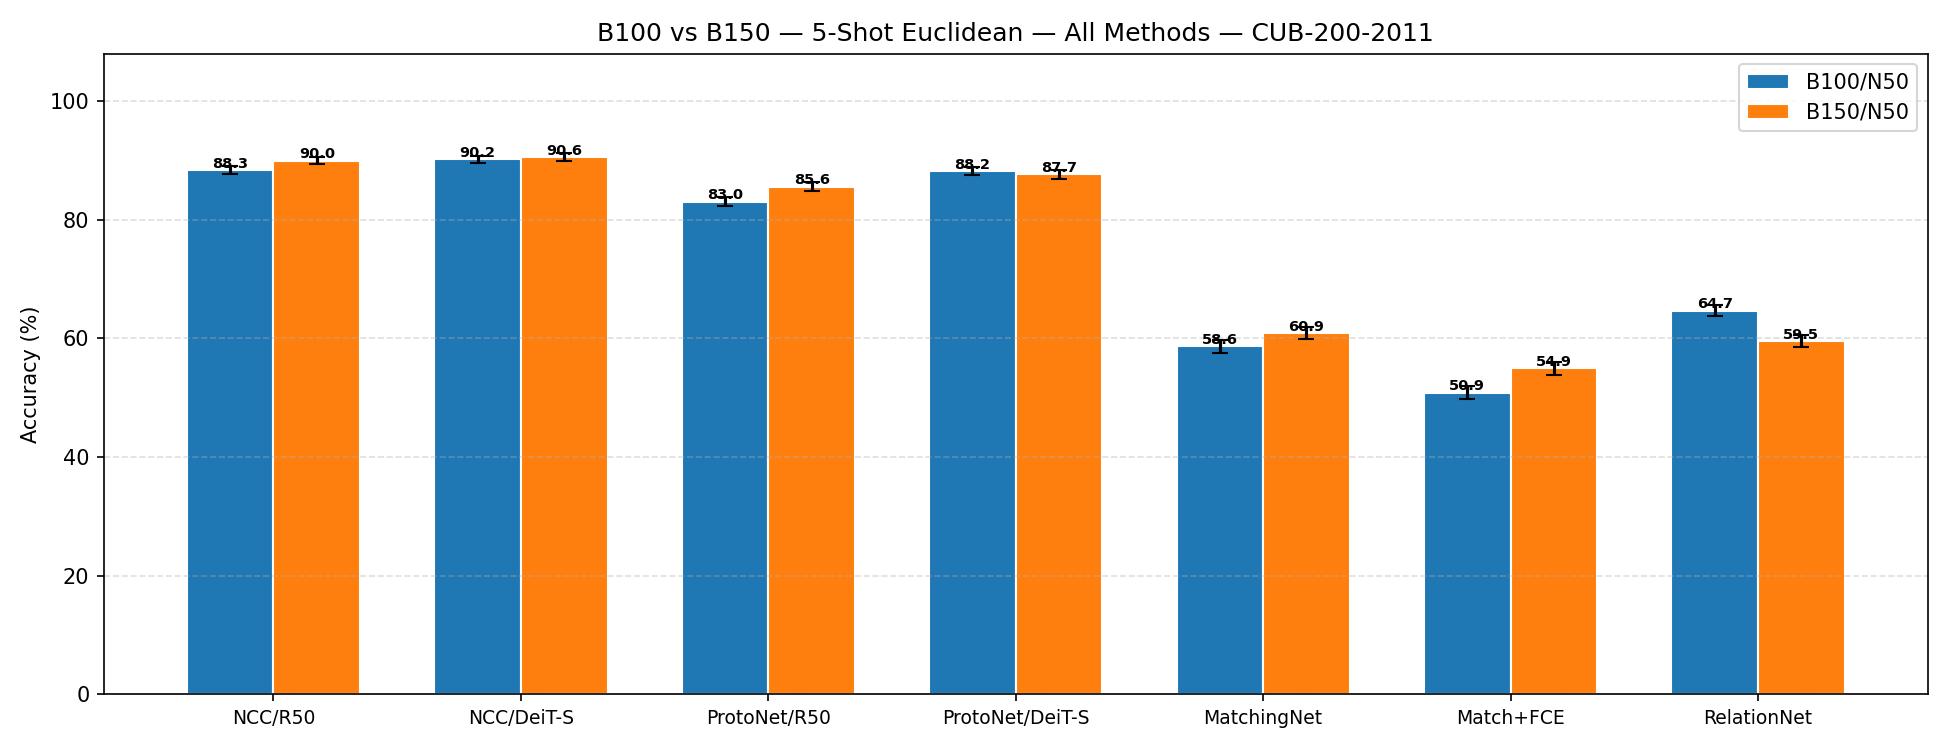 B100 vs B150 — 5-Shot Euclidean — All Methods — CUB-200-2011
B100/N50
B150/N50
Accuracy (%)
100
80
60
40
20
0
88.3
90.0
90.2
90.6
83.0
85.6
88.2
87.7
58.6
60.9
50.9
54.9
64.7
59.5
NCC/R50
NCC/DeiT-S
ProtoNet/R50
ProtoNet/DeiT-S
MatchingNet
Match+FCE
RelationNet